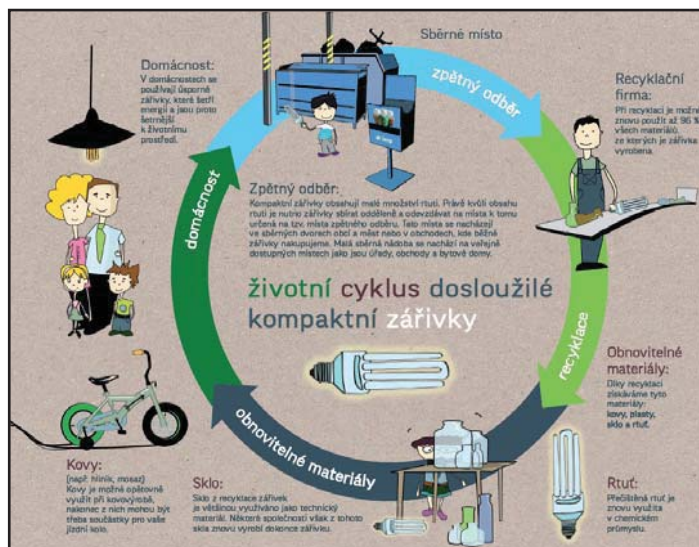 Sběrné místo
zpětný odběr
Domácnost:
V domácnostech se
používají úsporné
zářivky, které šetří
energii a jsou proto
šetrnější
k životnímu
prostředí.
Recyklační
firma:
Při recyklaci je možné
znovu použít až 96 %
všech materiálů,
ze kterých je zářivka
vyrobena.
domácnost
Zpětný odběr:
Kompaktní zářivky obsahují malé množství rtuti. Právě kvůli obsahu
rtuti je nutno zářivky sbírat odděleně a odevzdávat na místa k tomu
určená na tzv. místa zpětného odběru. Tato místa se nacházejí
ve sběrných dvorech obcí a měst nebo v obchodech, kde běžně
zářivky nakupujeme. Malá sběrná nádoba se nachází na veřejně
dostupných místech jako jsou úřady, obchody a bytové domy.
životní cyklus dosloužilé
kompaktní zářivky
recyklace
Obnovitelné
materiály:
Díky recyklaci
získáváme tyto
materiály:
kovy, plasty,
sklo a rtuť.
obnovitelné materiály
Kovy:
(např. hliník, mosaz)
Kovy je možné opětovně
využít při kovovýrobě,
nakonec z nich mohou být
třeba součástky pro vaše
jízdní kolo.
Sklo:
Sklo z recyklace zářivek
je většinou využíváno jako technický
materiál. Některé společnosti však z tohoto
skla znovu vyrobí dokonce zářivku.
Rtuť:
Přečištěná rtuť je
znovu využita
v chemickém
průmyslu.